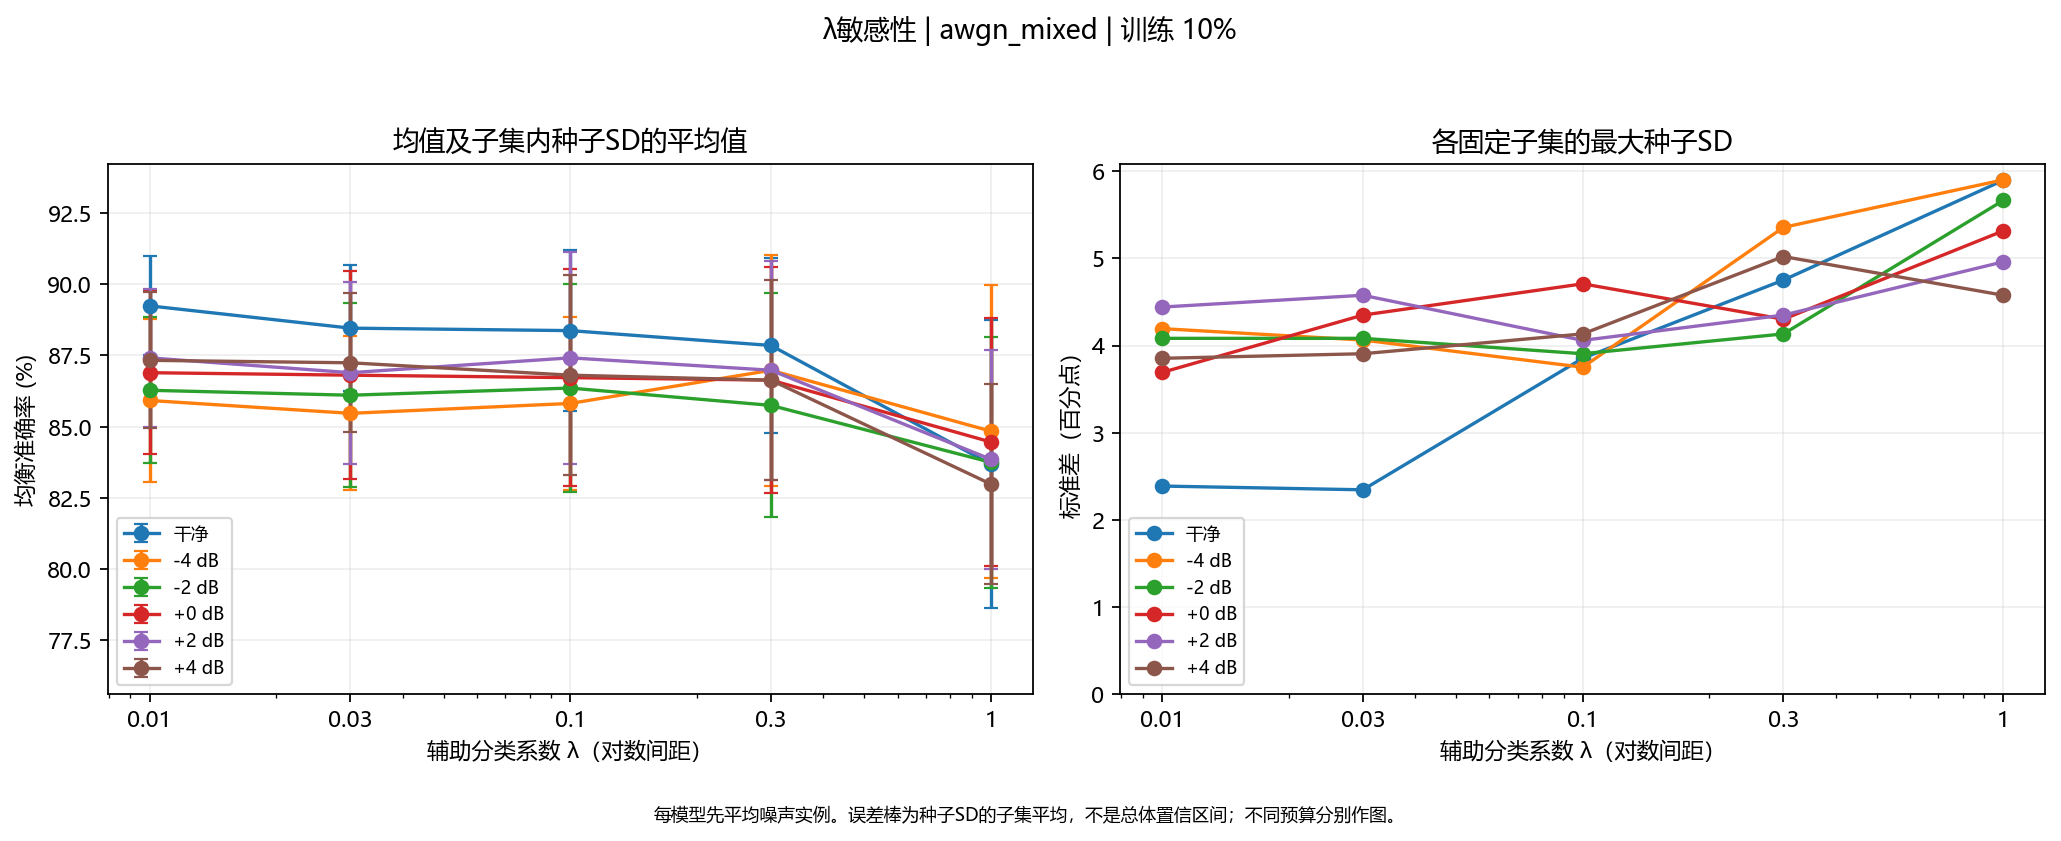 λ敏感性 | awgn_mixed | 训练 10%
均值及子集内种子SD的平均值
均衡准确率 (%)
92.5
90.0
87.5
85.0
82.5
80.0
77.5
干净
-4 dB
-2 dB
+0 dB
+2 dB
+4 dB
0.01
0.03
0.1
0.3
1
辅助分类系数 λ（对数间距）
各固定子集的最大种子SD
标准差（百分点）
6
5
4
3
2
1
0
干净
-4 dB
-2 dB
+0 dB
+2 dB
+4 dB
0.01
0.03
0.1
0.3
1
辅助分类系数 λ（对数间距）
每模型先平均噪声实例。误差棒为种子SD的子集平均，不是总体置信区间；不同预算分别作图。